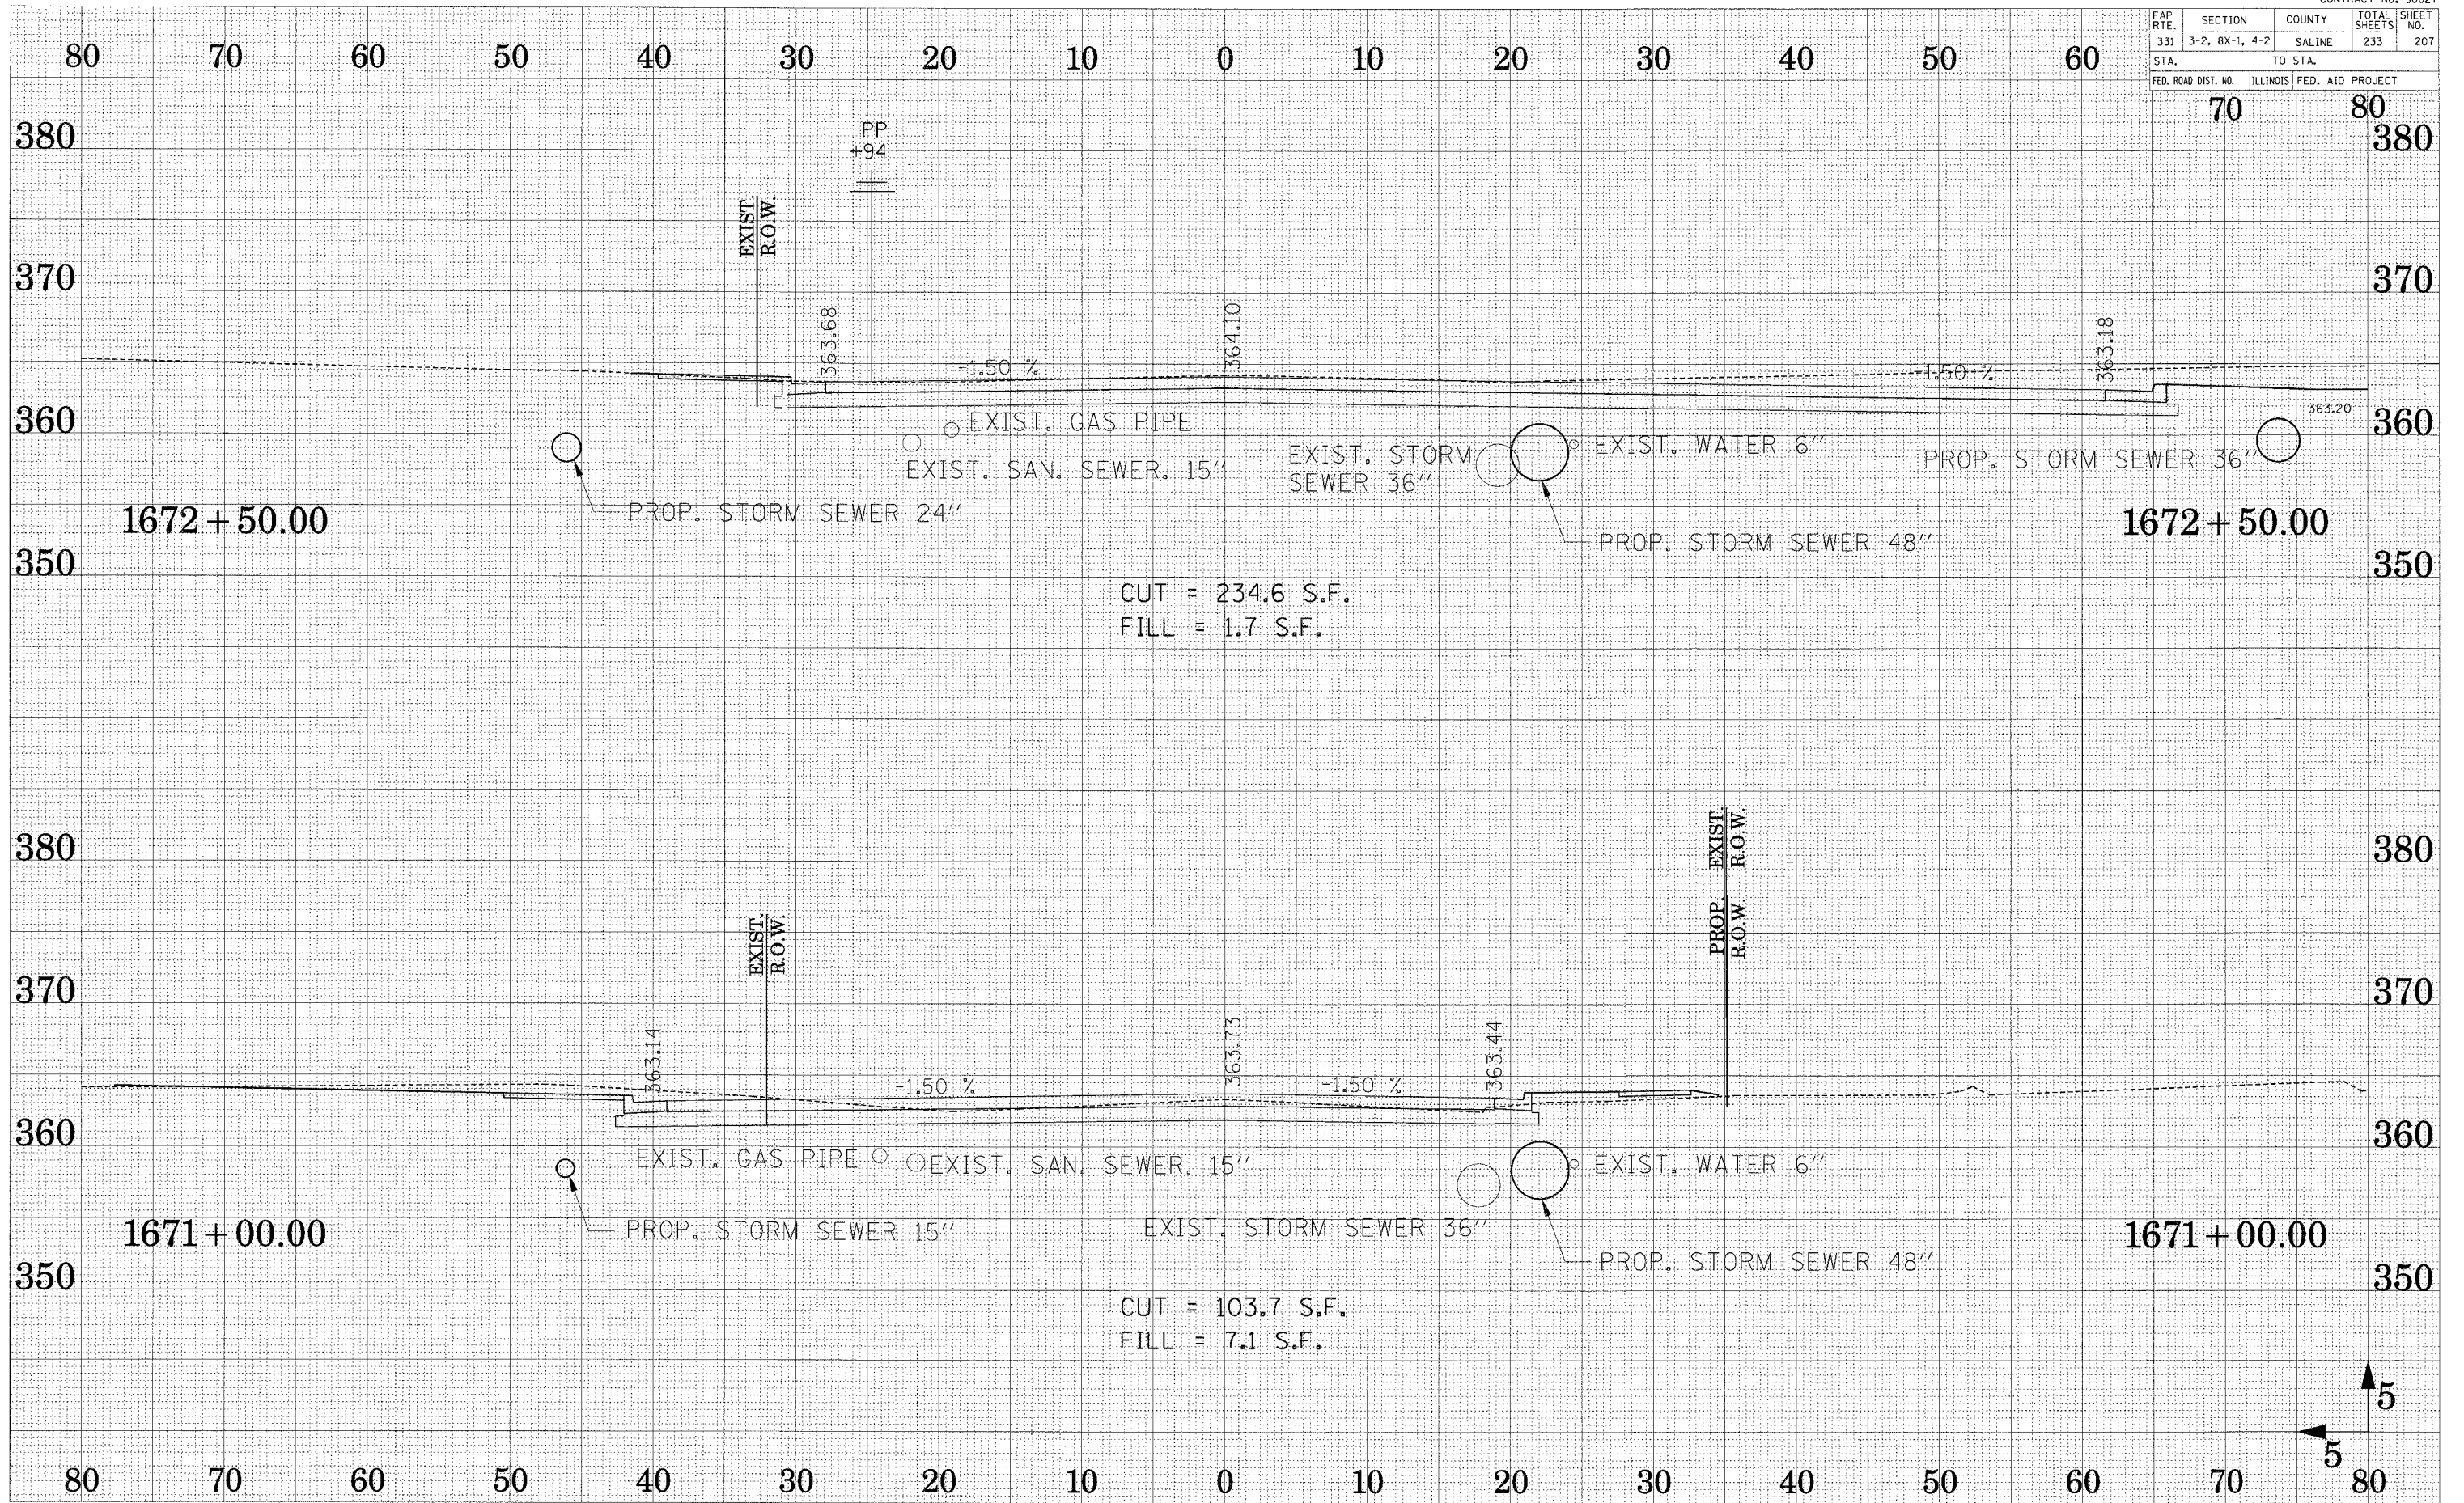 FAP RTE. SECTION COUNTY TOTAL SHEETS SHEET NO.
331 3-2, 8X-1, 4-2 SALINE 233 207
STA. TO STA.
FED. ROAD DIST. NO. ILLINOIS FED. AID PROJECT
80 70 60 50 40 30 20 10 0 10 20 30 40 50 60 70 80
380 380
PP
+94
EXIST.
R.O.W.
370 370
363.68 364.10 363.18
-1.50 % -1.50 %
363.20
360 360
EXIST. GAS PIPE
EXIST. SAN. SEWER. 15"
EXIST. STORM
SEWER 36"
EXIST. WATER 6"
PROP. STORM SEWER 36"
PROP. STORM SEWER 24"
PROP. STORM SEWER 48"
1672+50.00 1672+50.00
350 350
CUT = 234.6 S.F.
FILL = 1.7 S.F.
380 380
EXIST.
R.O.W.
PROP.
R.O.W.
EXIST.
R.O.W.
370 370
363.14 363.73 363.44
-1.50 % -1.50 %
360 360
EXIST. GAS PIPE
EXIST. SAN. SEWER. 15"
EXIST. WATER 6"
PROP. STORM SEWER 15"
EXIST. STORM SEWER 36"
PROP. STORM SEWER 48"
1671+00.00 1671+00.00
350 350
CUT = 103.7 S.F.
FILL = 7.1 S.F.
5
5
80 70 60 50 40 30 20 10 0 10 20 30 40 50 60 70 80